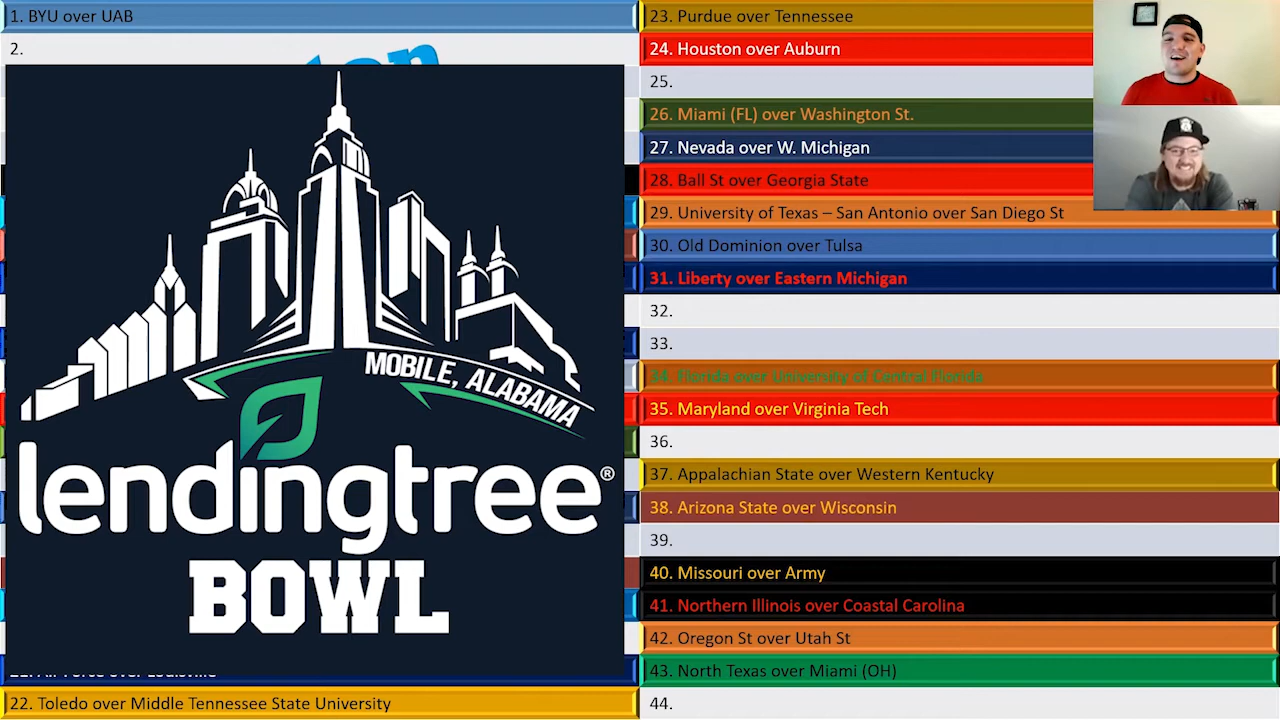 1. BYU over UAB
2.
MOBILE, ALABAMA
lendingtree®
BOWL
22. Toledo over Middle Tennessee State University
23. Purdue over Tennessee
24. Houston over Auburn
25.
26. Miami (FL) over Washington St.
27. Nevada over W. Michigan
28. Ball St over Georgia State
29. University of Texas – San Antonio over San Diego St
30. Old Dominion over Tulsa
31. Liberty over Eastern Michigan
32.
33.
34. Florida over University of Central Florida
35. Maryland over Virginia Tech
36.
37. Appalachian State over Western Kentucky
38. Arizona State over Wisconsin
39.
40. Missouri over Army
41. Northern Illinois over Coastal Carolina
42. Oregon St over Utah St
43. North Texas over Miami (OH)
44.